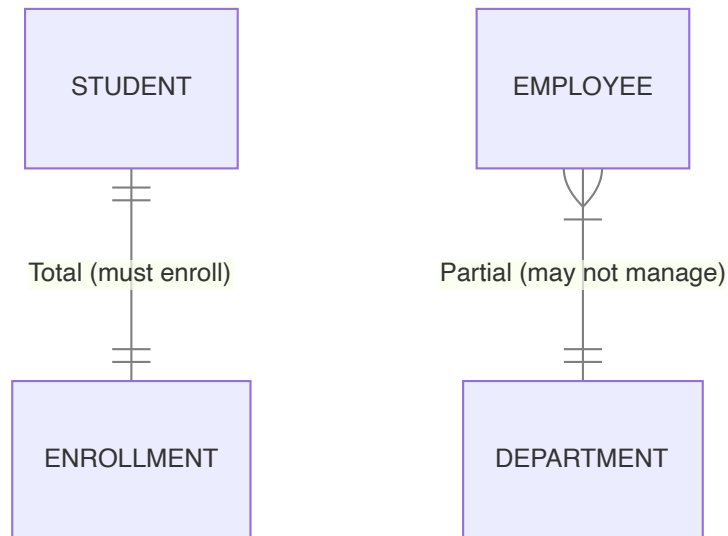 STUDENT
EMPLOYEE
Total (must enroll)
Partial (may not manage)
ENROLLMENT
DEPARTMENT